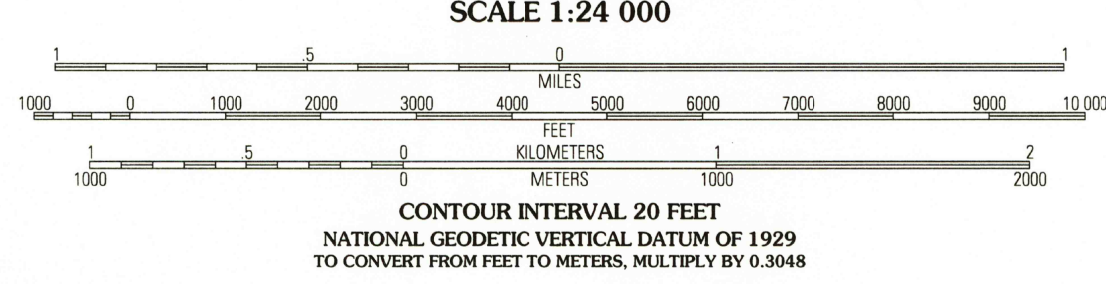 SCALE 1:24 000
1 .5 0 1
MILES
1000 0 1000 2000 3000 4000 5000 6000 7000 8000 9000 10 000
FEET
1 .5 0 KILOMETERS 1 2
1000 0 METERS 1000 2000
CONTOUR INTERVAL 20 FEET
NATIONAL GEODETIC VERTICAL DATUM OF 1929
TO CONVERT FROM FEET TO METERS, MULTIPLY BY 0.3048